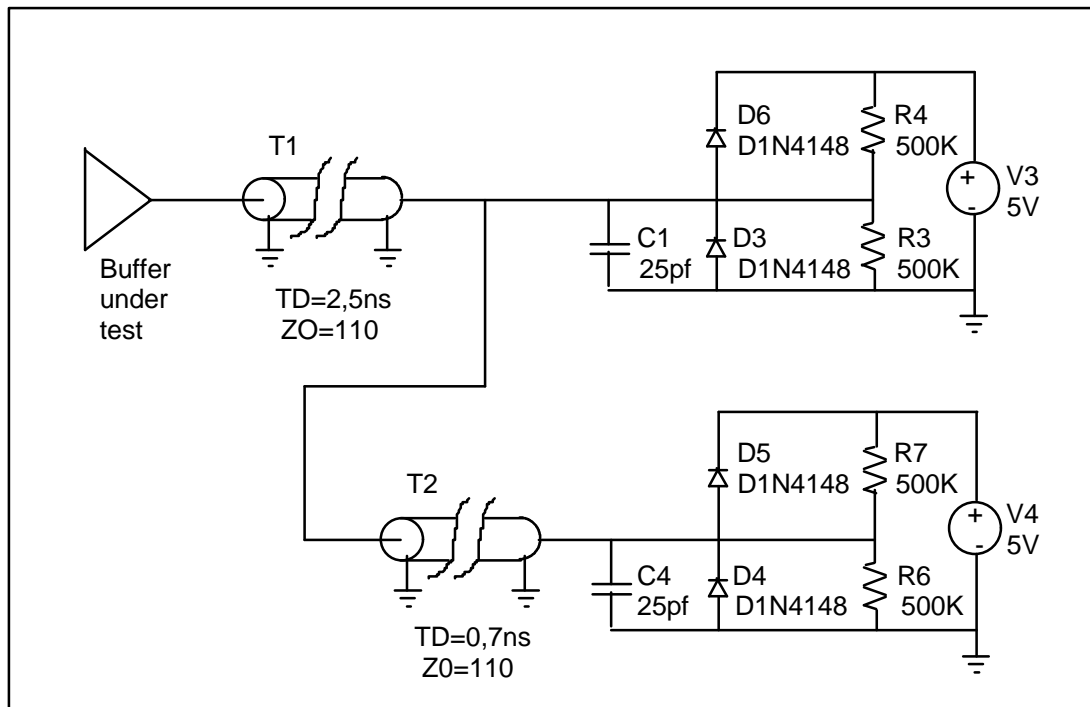 T1
Buffer
under
test
TD=2,5ns
ZO=110
C1
25pf
D6
D1N4148
D3
D1N4148
R4
500K
R3
500K
+
-
V3
5V
T2
TD=0,7ns
Z0=110
C4
25pf
D5
D1N4148
D4
D1N4148
R7
500K
R6
500K
+
-
V4
5V